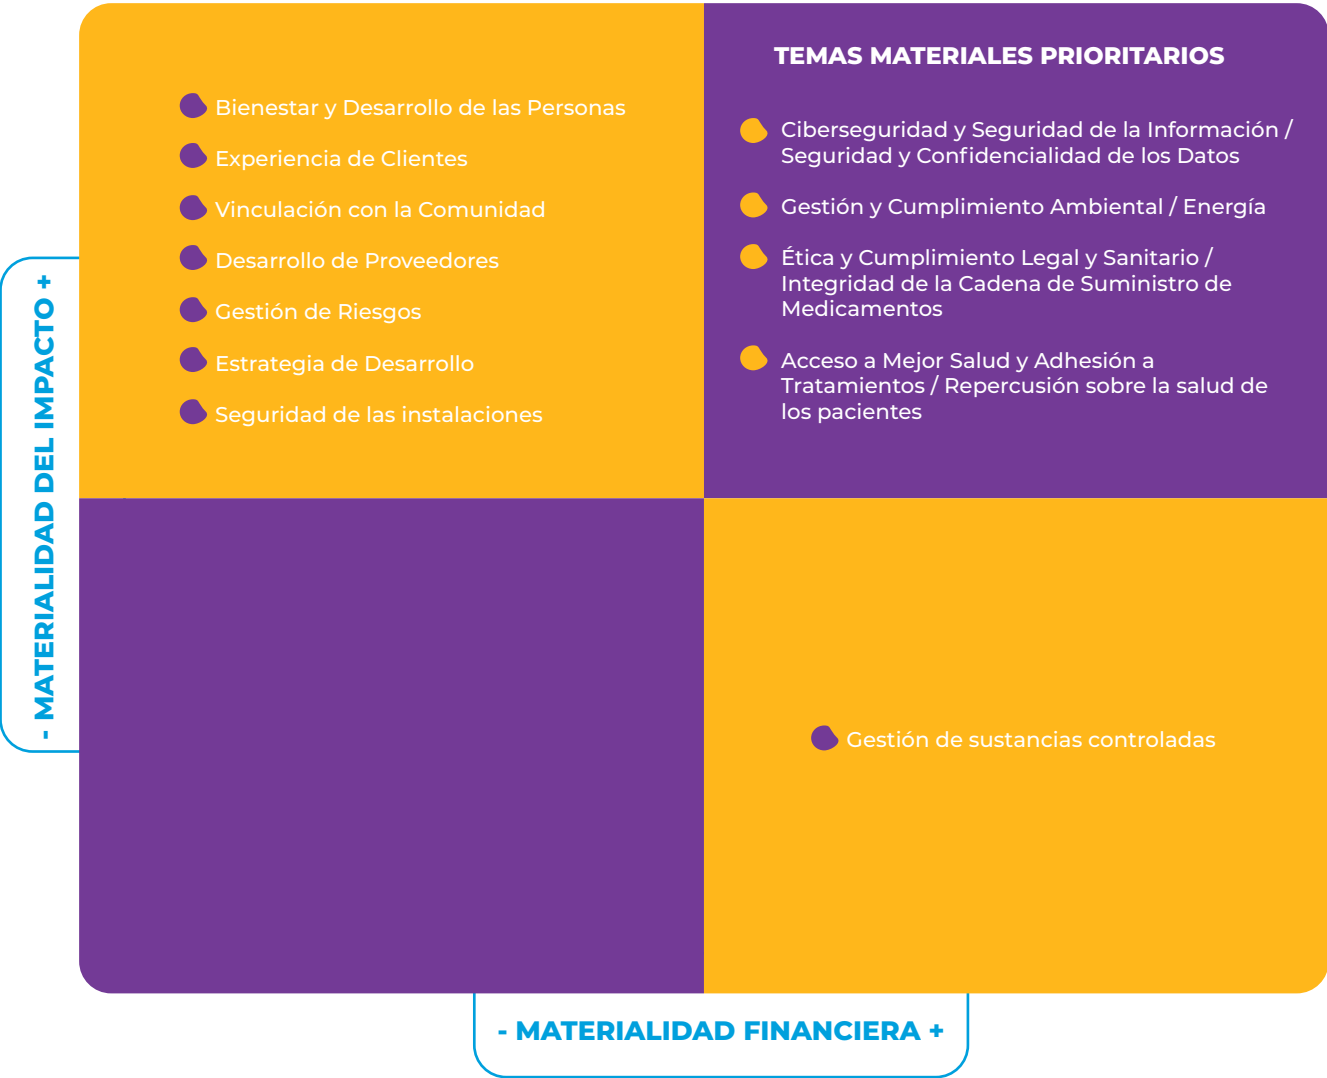 - MATERIALIDAD DEL IMPACTO +
Bienestar y Desarrollo de las Personas
Experiencia de Clientes
Vinculación con la Comunidad
Desarrollo de Proveedores
Gestión de Riesgos
Estrategia de Desarrollo
Seguridad de las instalaciones
TEMAS MATERIALES PRIORITARIOS
Ciberseguridad y Seguridad de la Información /
Seguridad y Confidencialidad de los Datos
Gestión y Cumplimiento Ambiental / Energía
Ética y Cumplimiento Legal y Sanitario /
Integridad de la Cadena de Suministro de
Medicamentos
Acceso a Mejor Salud y Adhesión a
Tratamientos / Repercusión sobre la salud de
los pacientes
Gestión de sustancias controladas
- MATERIALIDAD FINANCIERA +